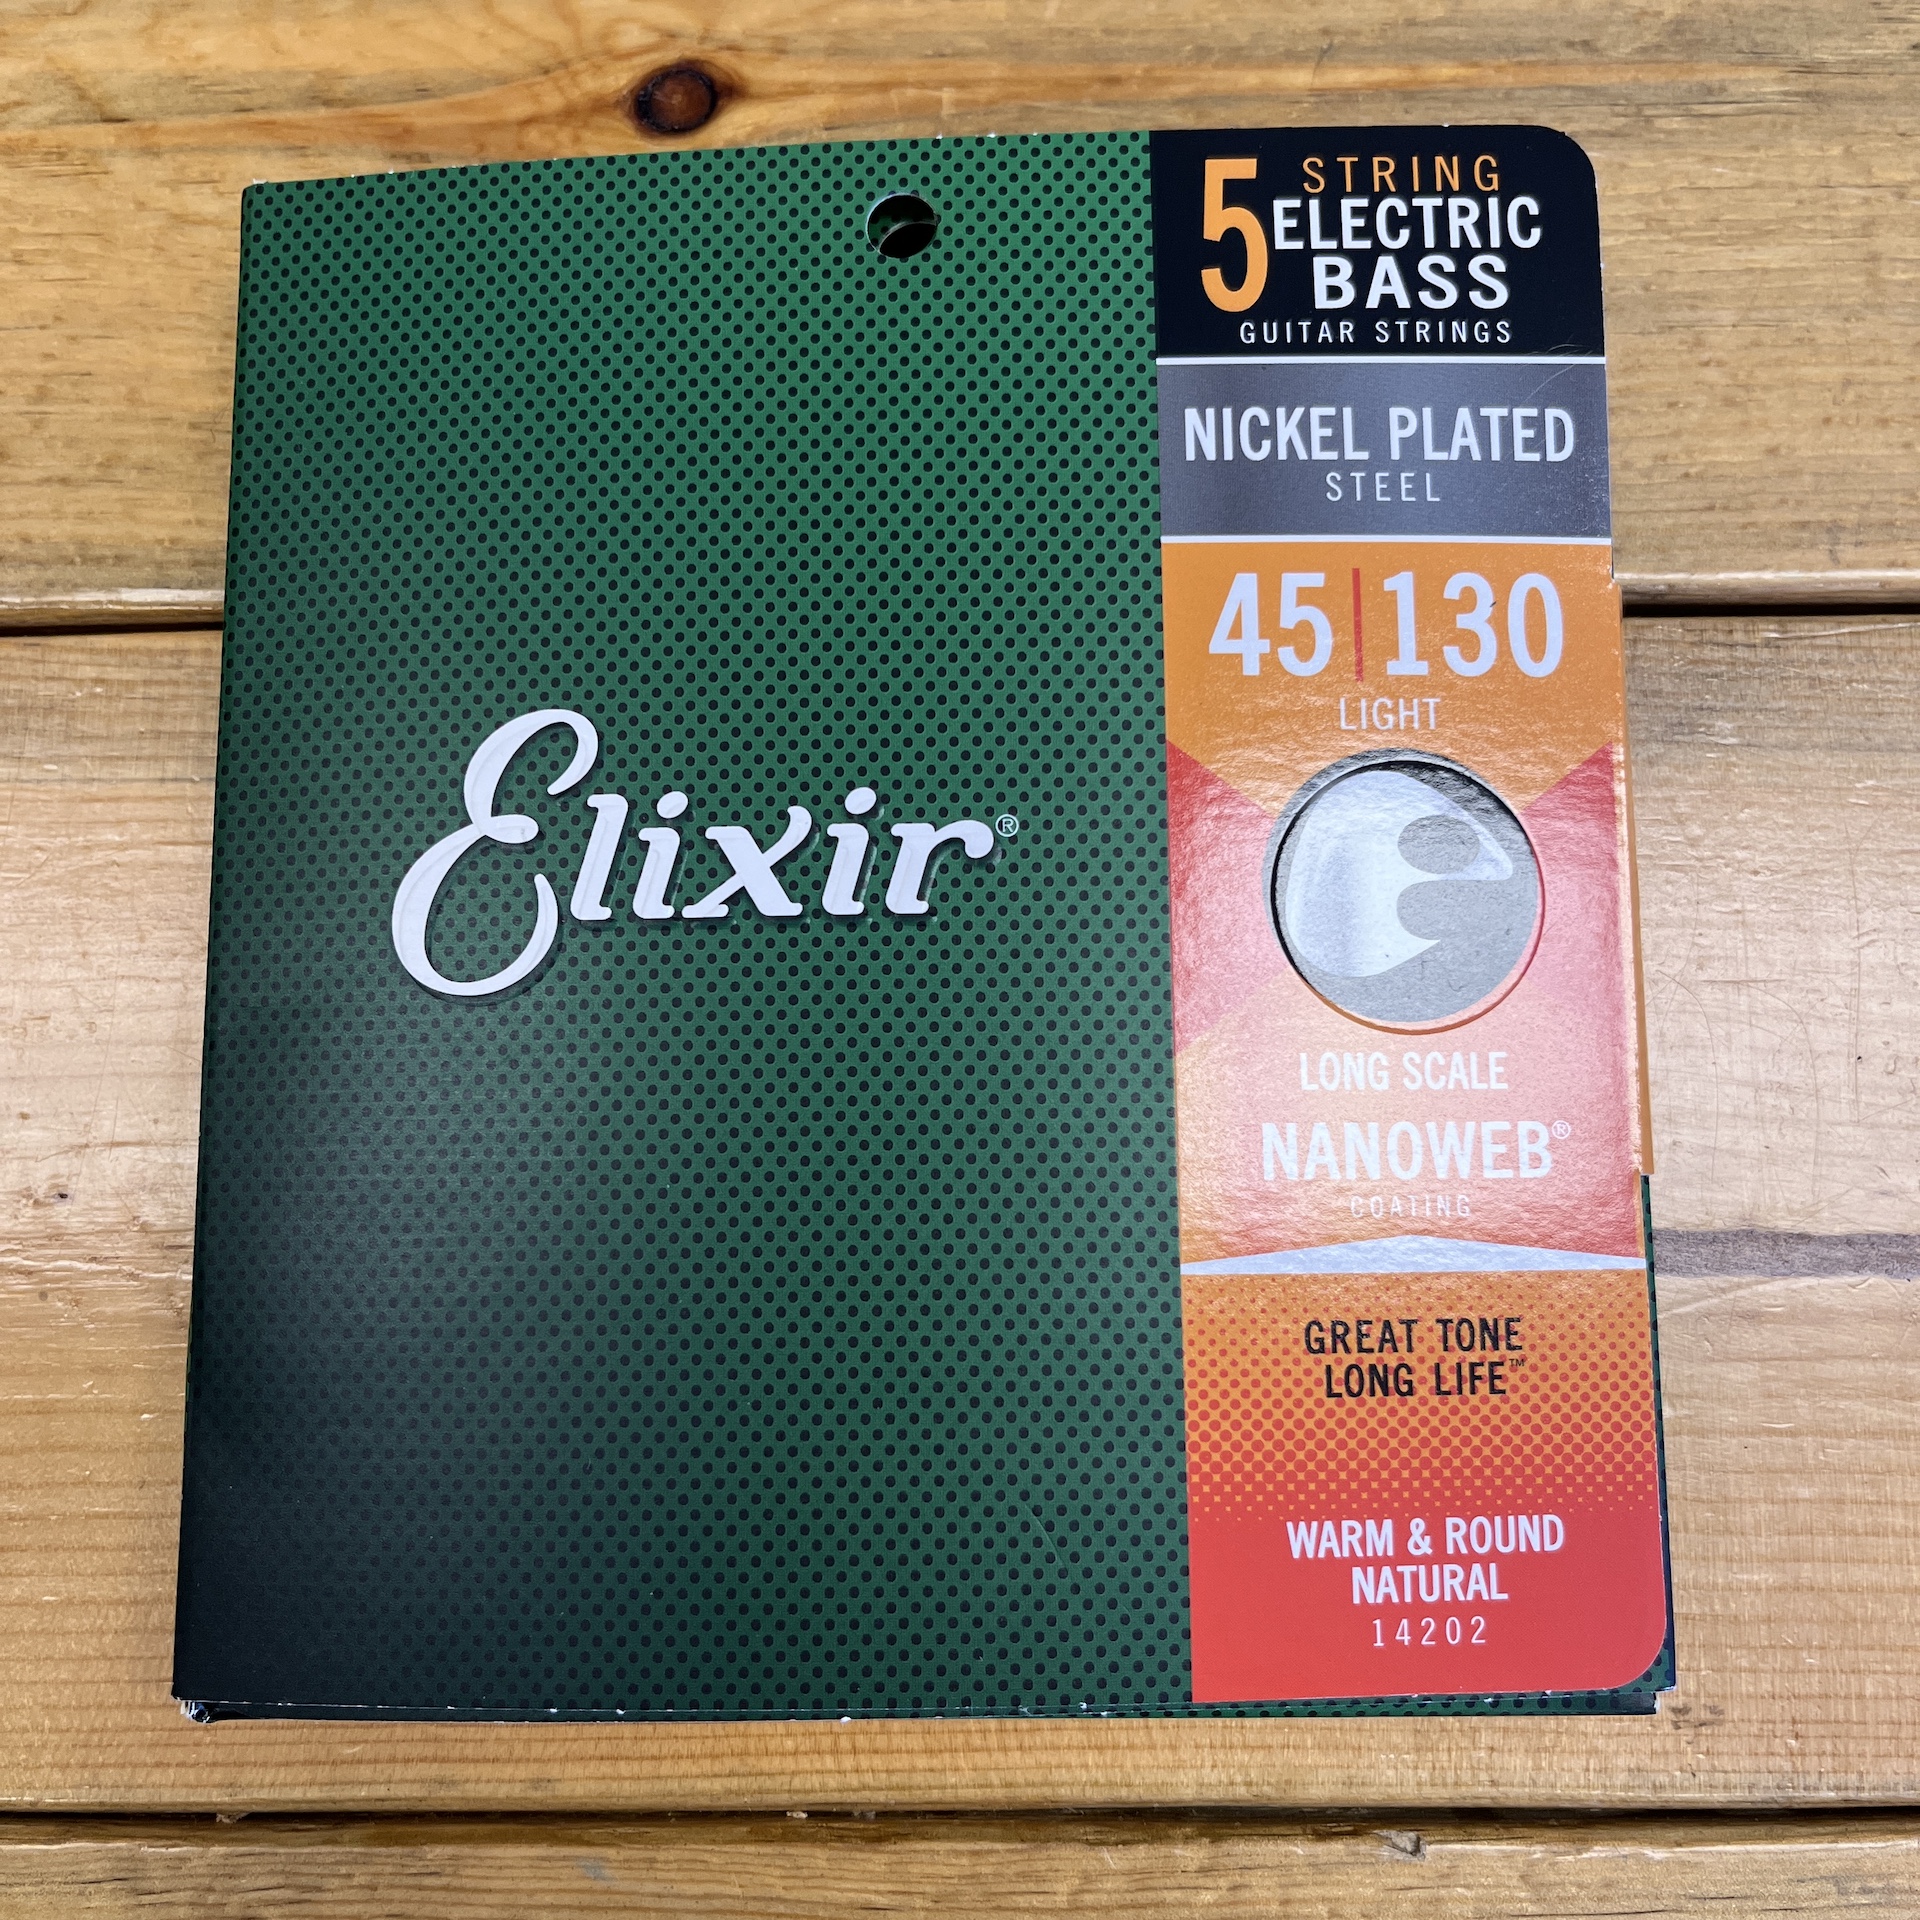 5 STRING
ELECTRIC
BASS
GUITAR STRINGS
NICKEL PLATED
STEEL
45|130
LIGHT
Elixir®
LONG SCALE
NANOWEB®
COATING
GREAT TONE
LONG LIFE™
WARM & ROUND
NATURAL
14202